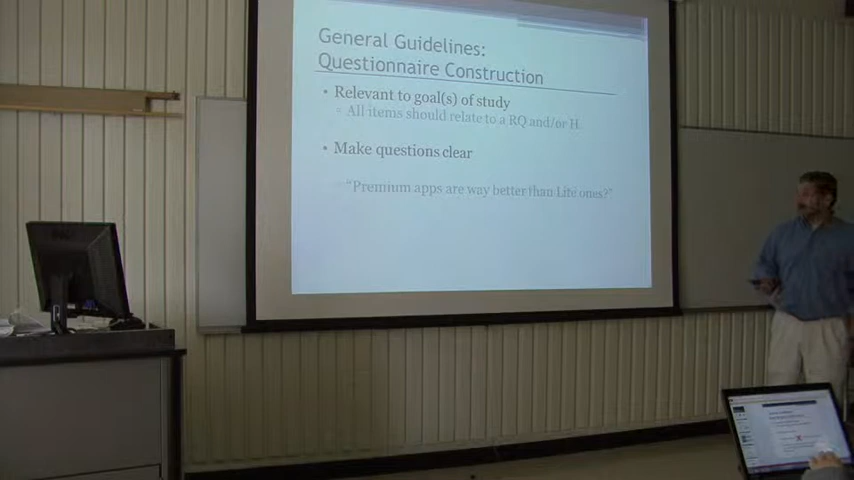 General Guidelines:
Questionnaire Construction
• Relevant to goal(s) of study
▫ All items should relate to a RQ and/or H.
• Make questions clear
▫ "Premium apps are way better than Lite ones?"